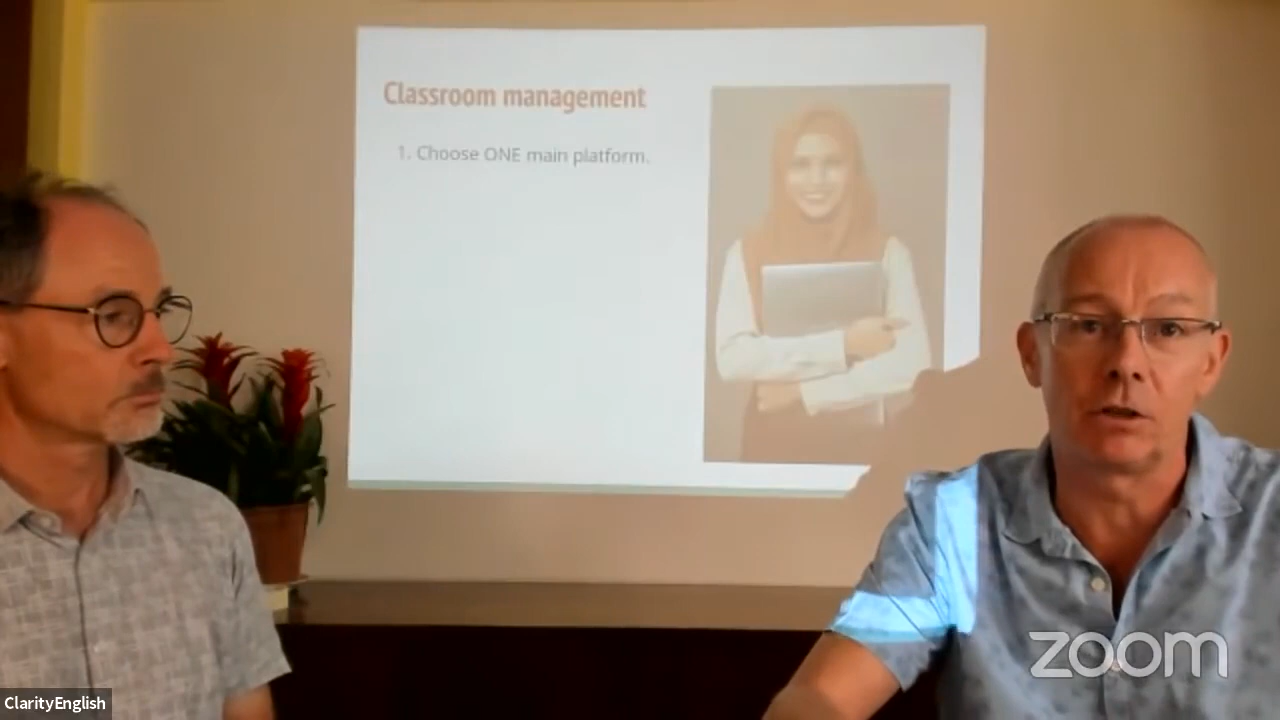 Classroom management
1. Choose ONE main platform.
zoom
ClarityEnglish